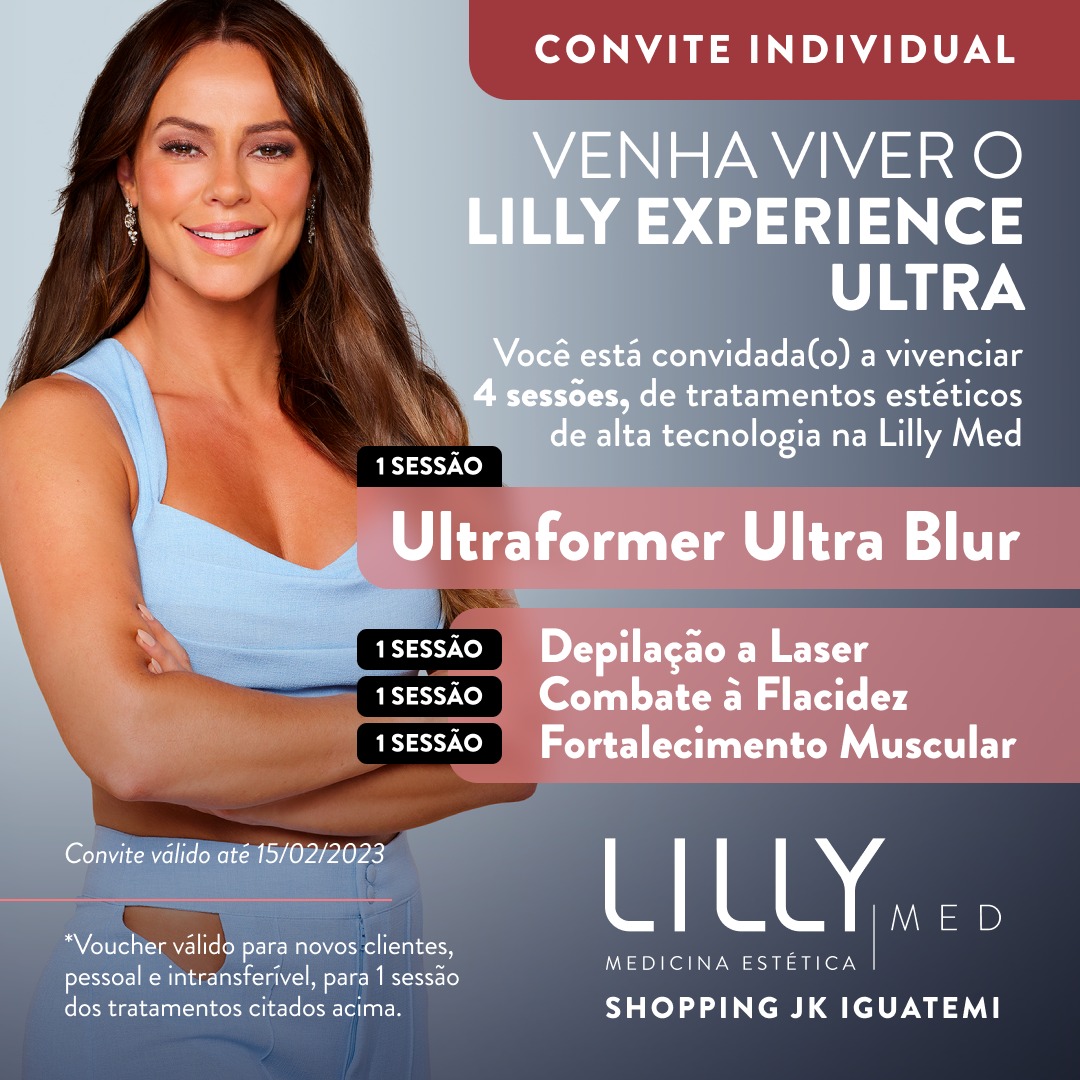 CONVITE INDIVIDUAL
VENHA VIVER O
LILLY EXPERIENCE
ULTRA
Você está convidada(o) a vivenciar
4 sessões, de tratamentos estéticos
de alta tecnologia na Lilly Med
1 SESSÃO
Ultraformer Ultra Blur
1 SESSÃO Depilação a Laser
1 SESSÃO Combate à Flacidez
1 SESSÃO Fortalecimento Muscular
Convite válido até 15/02/2023
*Voucher válido para novos clientes,
pessoal e intransferível, para 1 sessão
dos tratamentos citados acima.
LILLY MED
MEDICINA ESTÉTICA
SHOPPING JK IGUATEMI